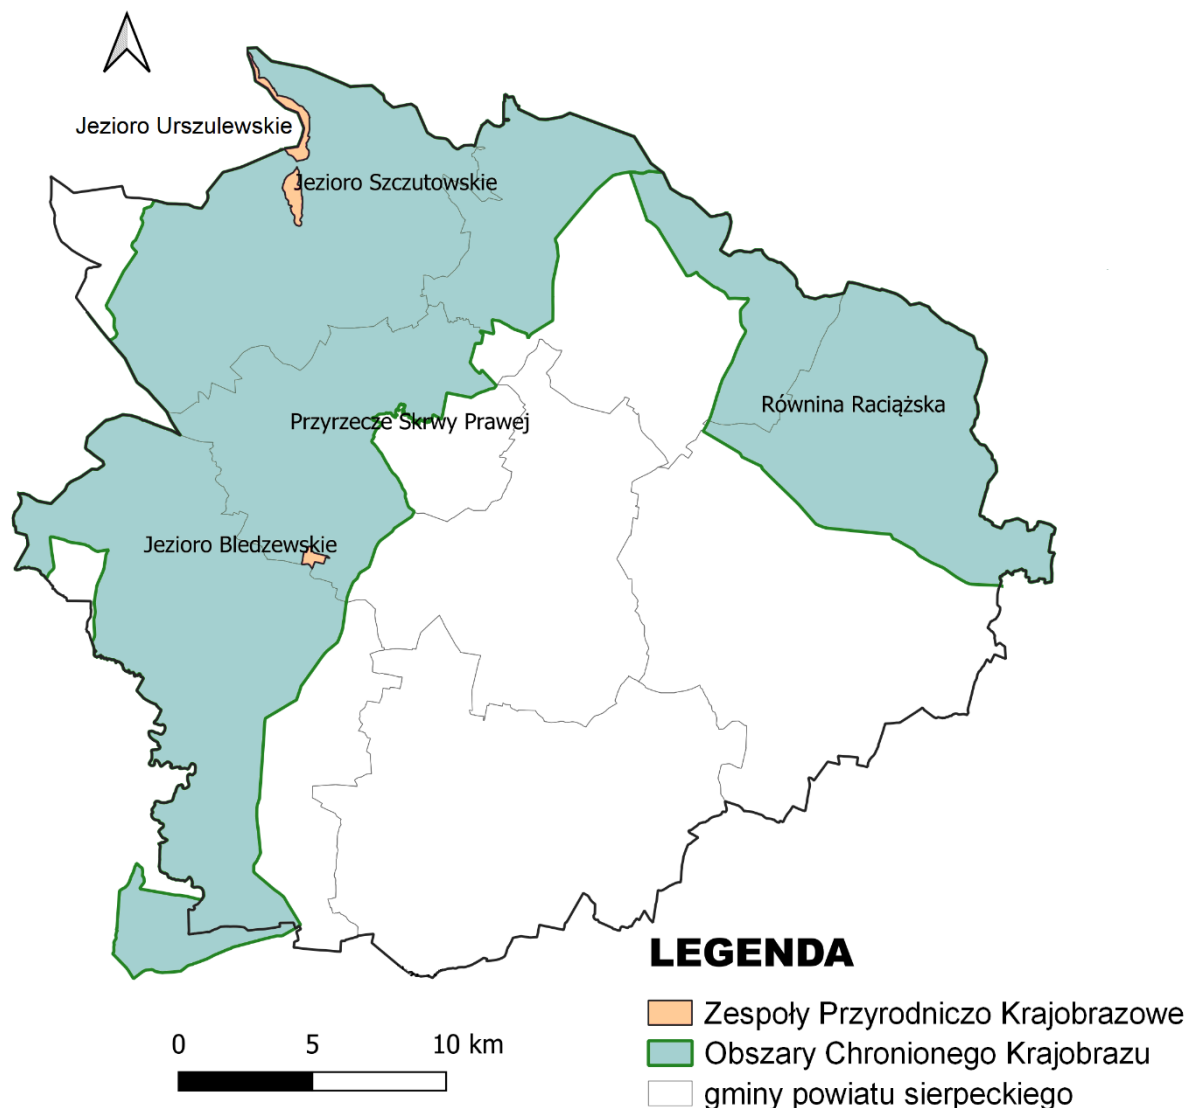 Jezioro Urszulewskie
Jezioro Szczutowskie
Równina Raciążska
Przyrzecze Skrwy Prawej
Jezioro Bledzewskie
LEGENDA
Zespoły Przyrodniczo Krajobrazowe
Obszary Chronionego Krajobrazu
gminy powiatu sierpeckiego
0 5 10 km